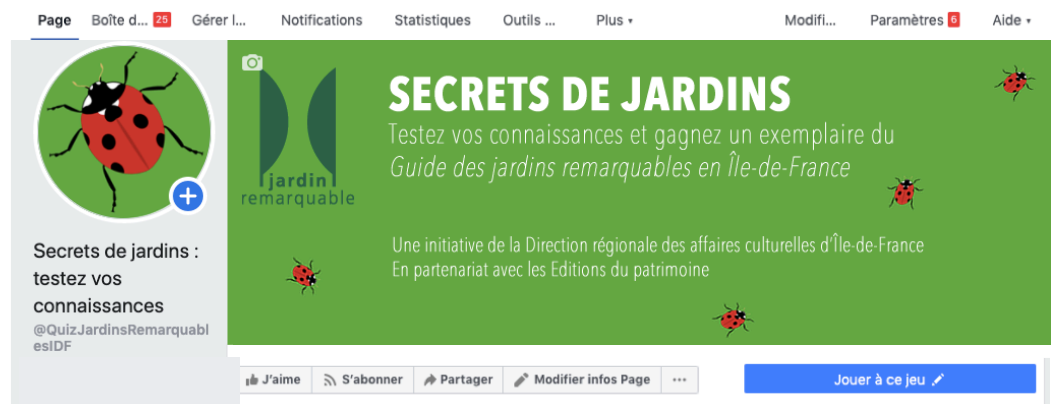 Page Boîte d... 25 Gérer l... Notifications Statistiques Outils ... Plus Modifi... Paramètres 6 Aide
SECRETS DE JARDINS
Testez vos connaissances et gagnez un exemplaire du
Guide des jardins remarquables en Île-de-France
jardin
remarquable
Une initiative de la Direction régionale des affaires culturelles d'Île-de-France
En partenariat avec les Editions du patrimoine
Secrets de jardins :
testez vos
connaissances
@QuizJardinsRemarquabl
esIDF
J'aime S'abonner Partager Modifier infos Page ... Jouer à ce jeu